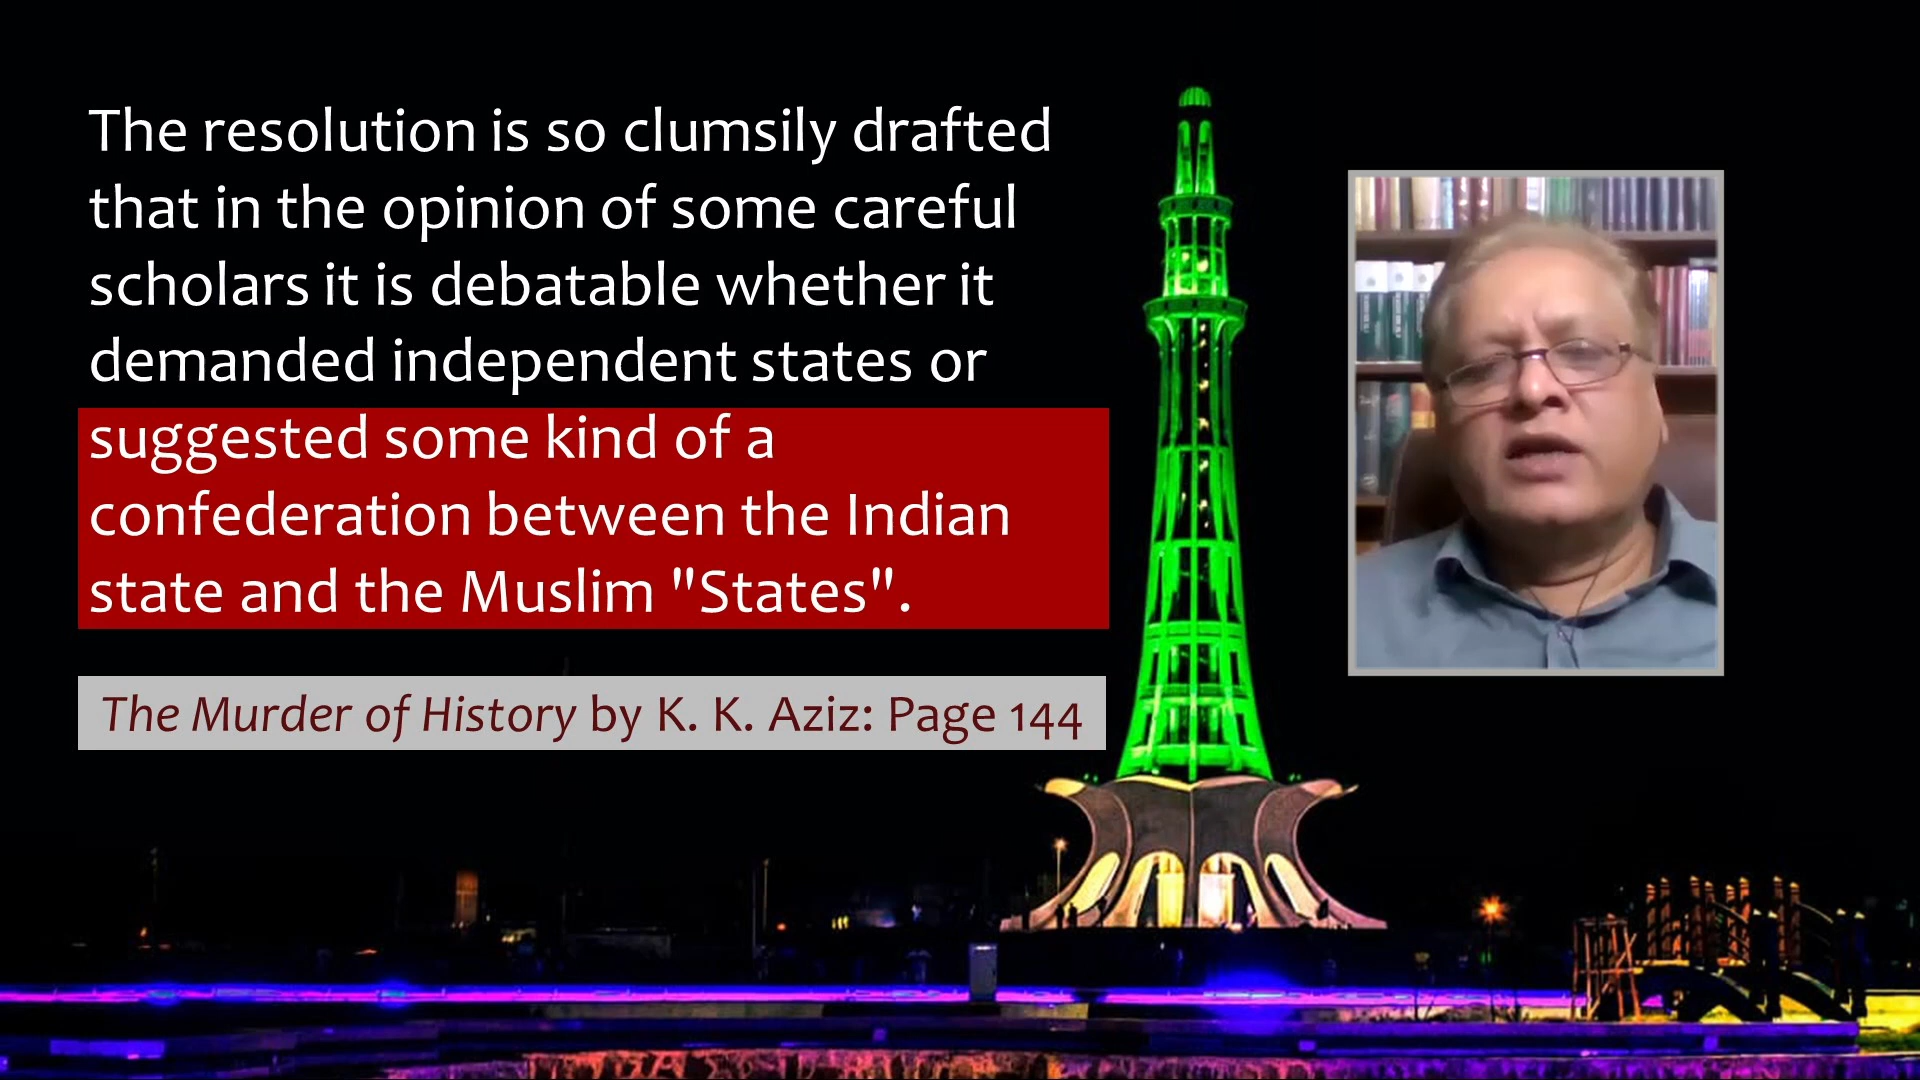 The resolution is so clumsily drafted
that in the opinion of some careful
scholars it is debatable whether it
demanded independent states or
suggested some kind of a
confederation between the Indian
state and the Muslim "States".
The Murder of History by K. K. Aziz: Page 144